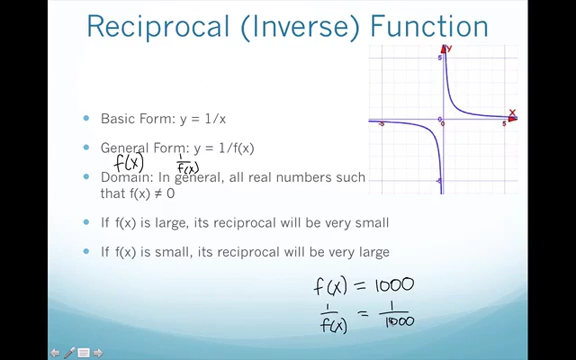 Reciprocal (Inverse) Function
Y
5
X
-5
0
0
5
-5
Basic Form: y = 1/x
General Form: y = 1/f(x)
f(x) 1/f(x)
Domain: In general, all real numbers such
that f(x) ≠ 0
If f(x) is large, its reciprocal will be very small
If f(x) is small, its reciprocal will be very large
f(x) = 1000
1/f(x) = 1/1000